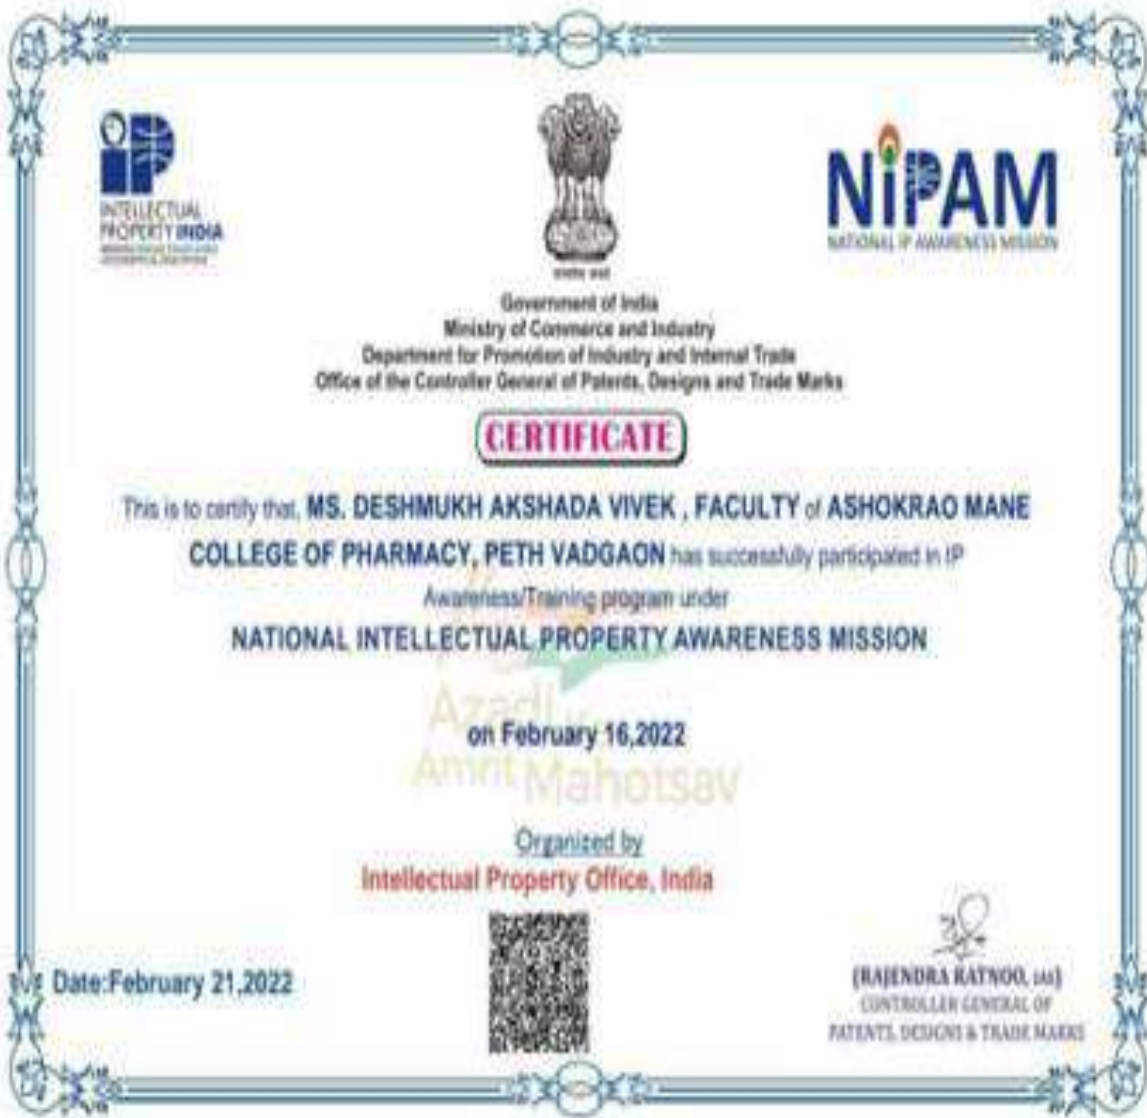 iP
INTELLECTUAL
PROPERTY INDIA
NiPAM
NATIONAL IP AWARENESS MISSION
Government of India
Ministry of Commerce and Industry
Department for Promotion of Industry and Internal Trade
Office of the Controller General of Patents, Designs and Trade Marks
CERTIFICATE
This is to certify that, MS. DESHMUKH AKSHADA VIVEK , FACULTY of ASHOKRAO MANE
COLLEGE OF PHARMACY, PETH VADGAON has successfully participated in IP
Awareness/Training program under
NATIONAL INTELLECTUAL PROPERTY AWARENESS MISSION
Azadi
on February 16,2022
Amrit Mahotsav
Organized by
Intellectual Property Office, India
Date:February 21,2022
(RAJENDRA RATNOO, IAS)
CONTROLLER GENERAL OF
PATENTS, DESIGNS & TRADE MARKS